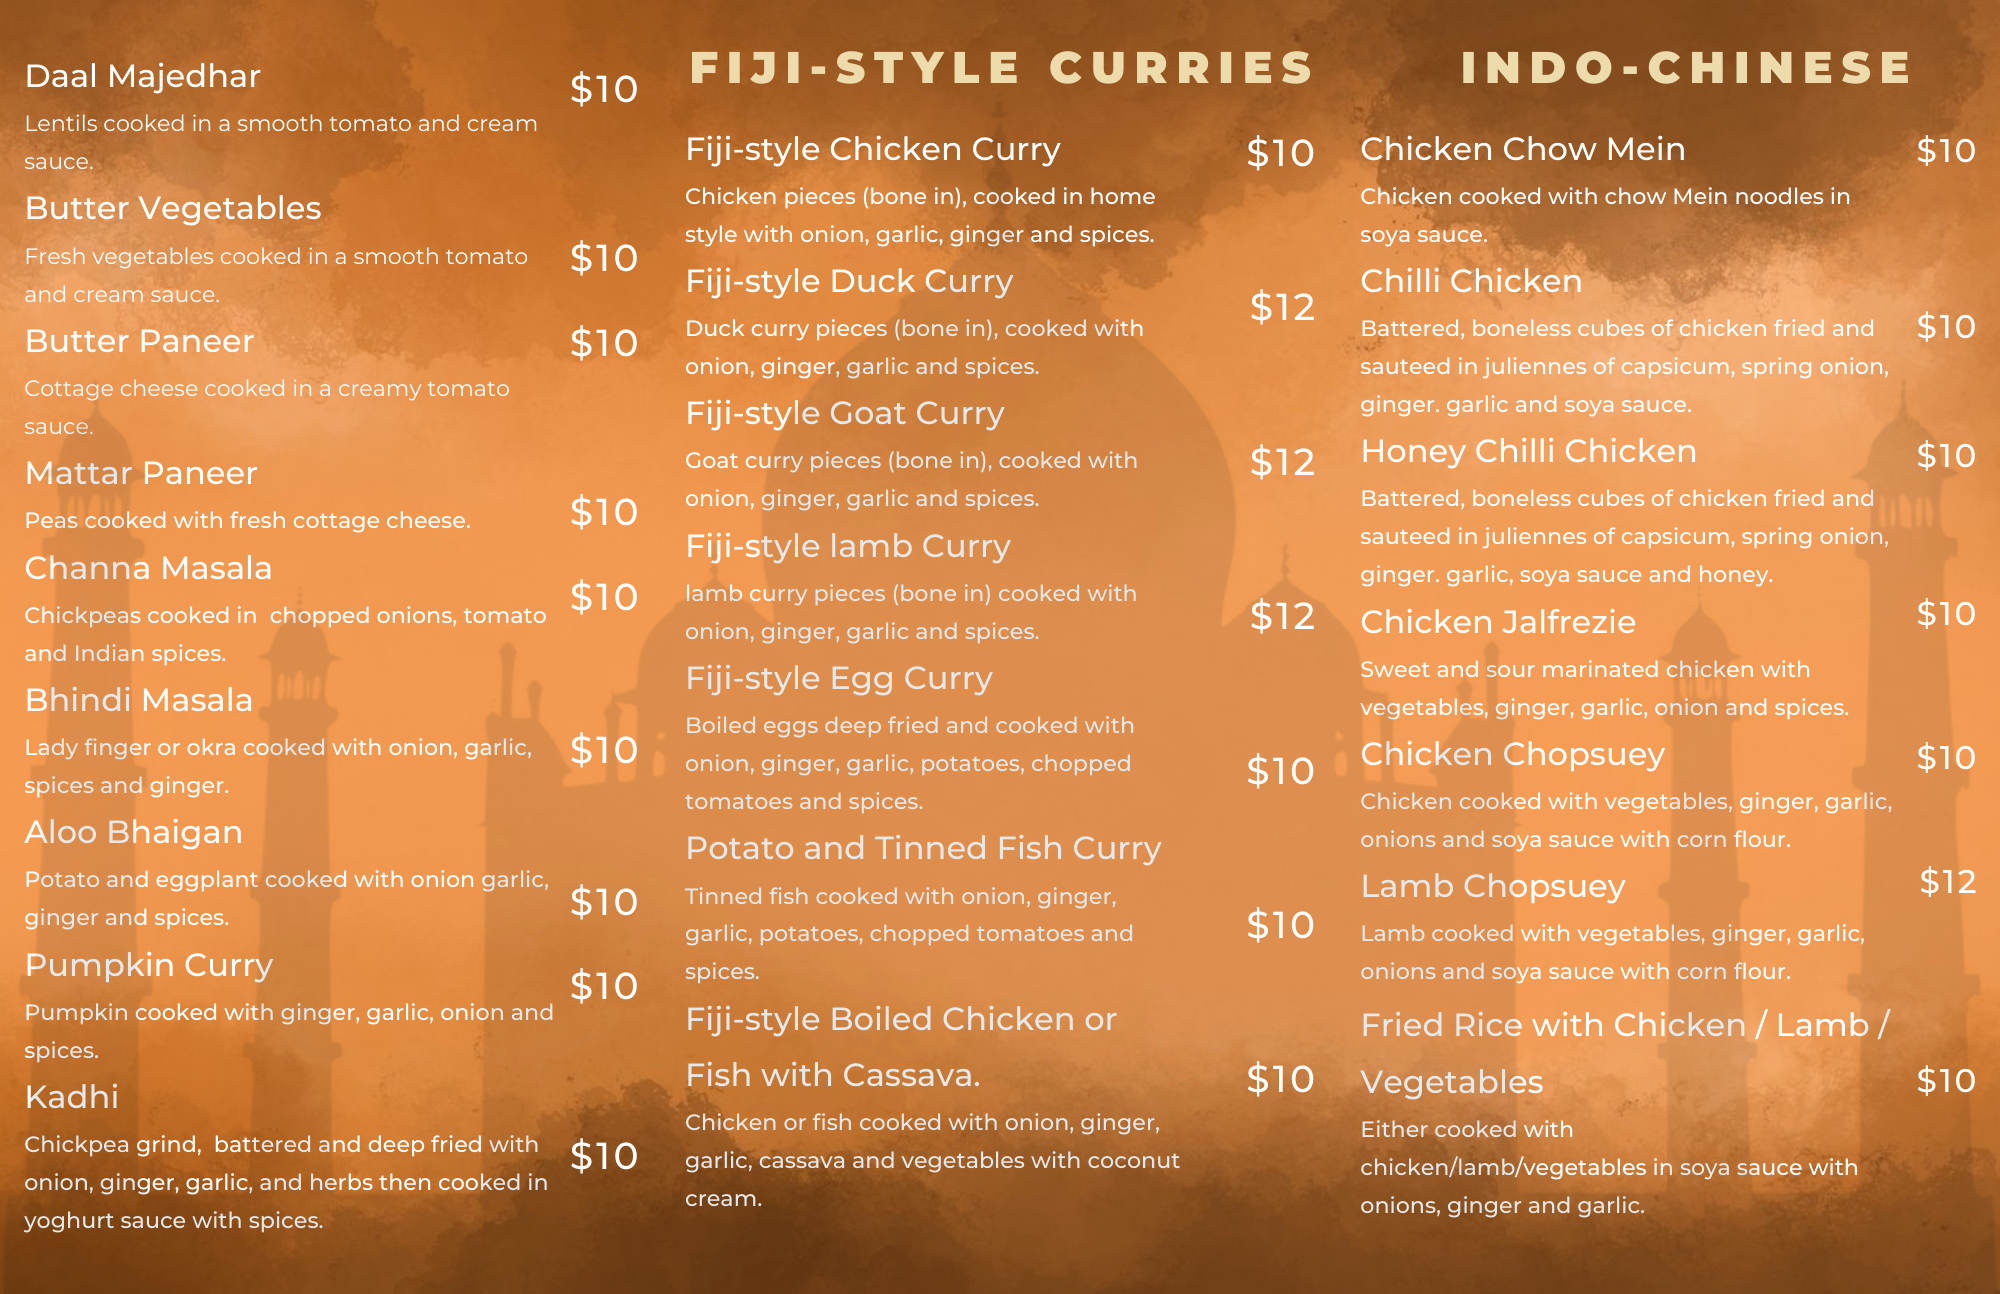 Daal Majedhar
$10
Lentils cooked in a smooth tomato and cream
sauce.
Butter Vegetables
Fresh vegetables cooked in a smooth tomato
$10
and cream sauce.
Butter Paneer
$10
Cottage cheese cooked in a creamy tomato
sauce.
Mattar Paneer
Peas cooked with fresh cottage cheese.
$10
Channa Masala
$10
Chickpeas cooked in  chopped onions, tomato
and Indian spices.
Bhindi Masala
Lady finger or okra cooked with onion, garlic,
$10
spices and ginger.
Aloo Bhaigan
Potato and eggplant cooked with onion garlic,
$10
ginger and spices.
Pumpkin Curry
$10
Pumpkin cooked with ginger, garlic, onion and
spices.
Kadhi
Chickpea grind,  battered and deep fried with
$10
onion, ginger, garlic, and herbs then cooked in
yoghurt sauce with spices.
FIJI-STYLE CURRIES
Fiji-style Chicken Curry
$10
Chicken pieces (bone in), cooked in home
style with onion, garlic, ginger and spices.
Fiji-style Duck Curry
$12
Duck curry pieces (bone in), cooked with
onion, ginger, garlic and spices.
Fiji-style Goat Curry
Goat curry pieces (bone in), cooked with
$12
onion, ginger, garlic and spices.
Fiji-style lamb Curry
lamb curry pieces (bone in) cooked with
$12
onion, ginger, garlic and spices.
Fiji-style Egg Curry
Boiled eggs deep fried and cooked with
onion, ginger, garlic, potatoes, chopped
$10
tomatoes and spices.
Potato and Tinned Fish Curry
Tinned fish cooked with onion, ginger,
$10
garlic, potatoes, chopped tomatoes and
spices.
Fiji-style Boiled Chicken or
Fish with Cassava.
$10
Chicken or fish cooked with onion, ginger,
garlic, cassava and vegetables with coconut
cream.
INDO-CHINESE
Chicken Chow Mein
$10
Chicken cooked with chow Mein noodles in
soya sauce.
Chilli Chicken
Battered, boneless cubes of chicken fried and
$10
sauteed in juliennes of capsicum, spring onion,
ginger. garlic and soya sauce.
Honey Chilli Chicken
$10
Battered, boneless cubes of chicken fried and
sauteed in juliennes of capsicum, spring onion,
ginger. garlic, soya sauce and honey.
Chicken Jalfrezie
$10
Sweet and sour marinated chicken with
vegetables, ginger, garlic, onion and spices.
Chicken Chopsuey
$10
Chicken cooked with vegetables, ginger, garlic,
onions and soya sauce with corn flour.
Lamb Chopsuey
$12
Lamb cooked with vegetables, ginger, garlic,
onions and soya sauce with corn flour.
Fried Rice with Chicken / Lamb /
Vegetables
$10
Either cooked with
chicken/lamb/vegetables in soya sauce with
onions, ginger and garlic.